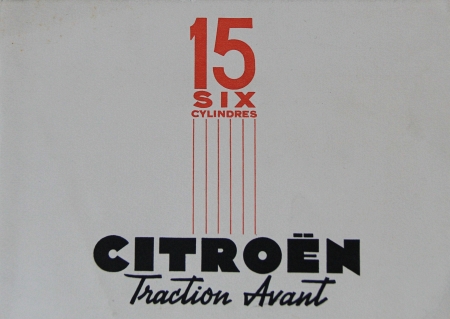 15
SIX
CYLINDRES
CITROËN
Traction Avant